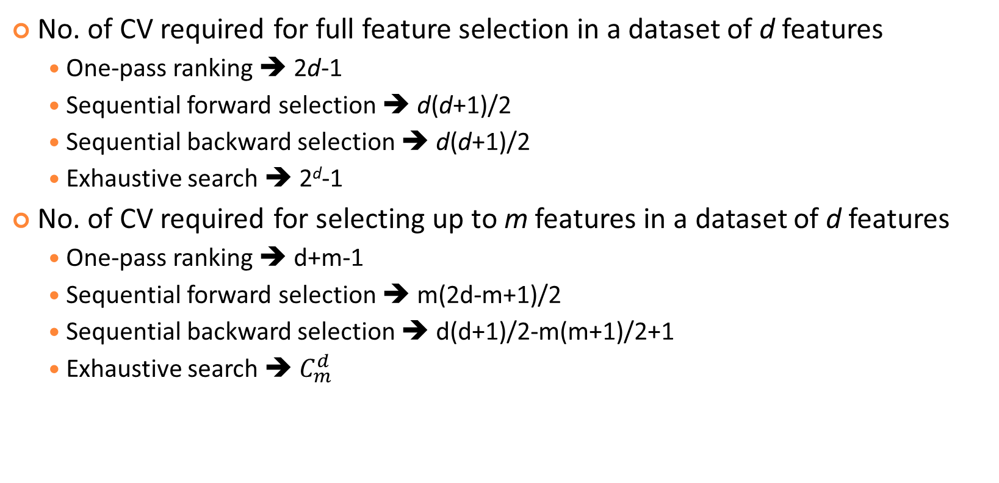 No. of CV required for full feature selection in a dataset of d features
One-pass ranking ➔ 2d-1
Sequential forward selection ➔ d(d+1)/2
Sequential backward selection ➔ d(d+1)/2
Exhaustive search ➔ 2^d-1
No. of CV required for selecting up to m features in a dataset of d features
One-pass ranking ➔ d+m-1
Sequential forward selection ➔ m(2d-m+1)/2
Sequential backward selection ➔ d(d+1)/2-m(m+1)/2+1
Exhaustive search ➔ C_m^d